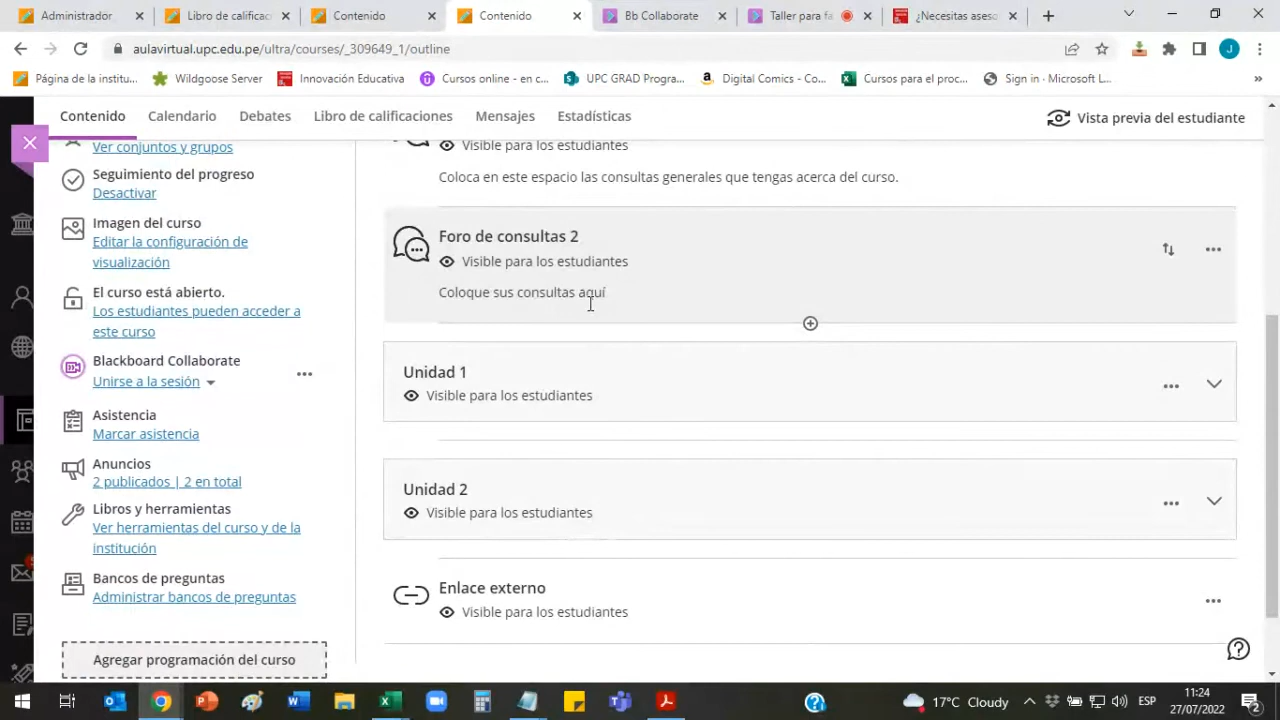 Administrador
Libro de calificac
Contenido
Contenido
Bb Collaborate
Taller para fa
¿Necesitas aseso
aulavirtual.upc.edu.pe/ultra/courses/_309649_1/outline
J
Página de la institu...
Wildgoose Server
Innovación Educativa
Cursos online - en c...
UPC GRAD Progra...
Digital Comics - Co...
Cursos para el proc...
Sign in - Microsoft L...
Contenido
Calendario
Debates
Libro de calificaciones
Mensajes
Estadísticas
Vista previa del estudiante
Ver conjuntos y grupos
Seguimiento del progreso
Desactivar
Imagen del curso
Editar la configuración de
visualización
El curso está abierto.
Los estudiantes pueden acceder a
este curso
Blackboard Collaborate
Unirse a la sesión
Asistencia
Marcar asistencia
Anuncios
2 publicados | 2 en total
Libros y herramientas
Ver herramientas del curso y de la
institución
Bancos de preguntas
Administrar bancos de preguntas
Agregar programación del curso
Visible para los estudiantes
Coloca en este espacio las consultas generales que tengas acerca del curso.
Foro de consultas 2
Visible para los estudiantes
Coloque sus consultas aquí
Unidad 1
Visible para los estudiantes
Unidad 2
Visible para los estudiantes
Enlace externo
Visible para los estudiantes
17°C Cloudy
ESP
11:24
27/07/2022
2